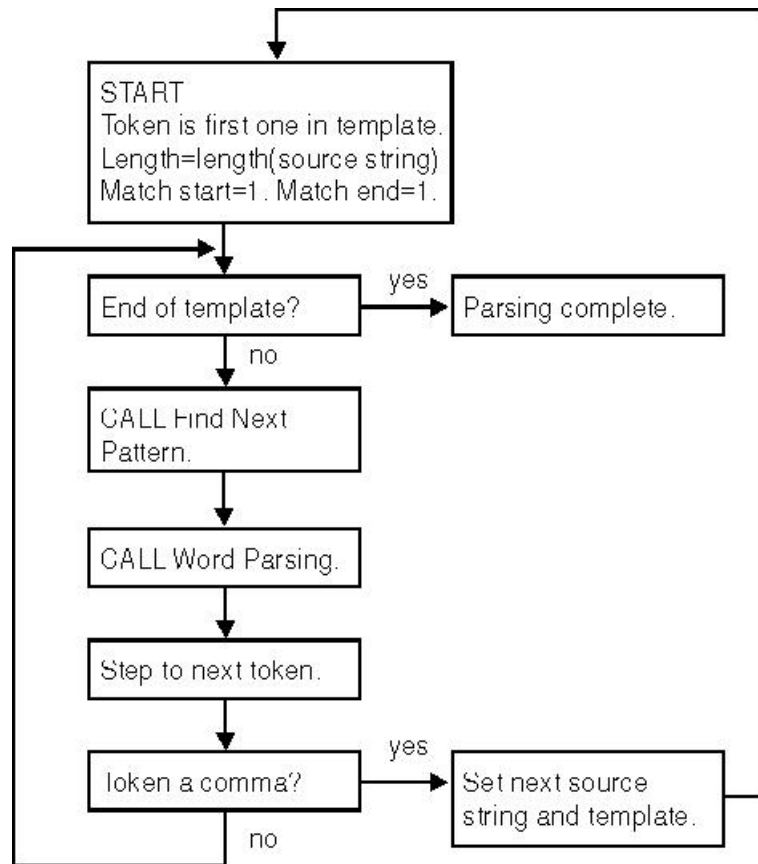 START
Token is first one in template.
Length=length(source string)
Match start=1. Match end=1.
End of template?
yes
Parsing complete.
no
CALL Find Next
Pattern.
CALL Word Parsing.
Step to next token.
Token a comma?
yes
Set next source
string and template.
no